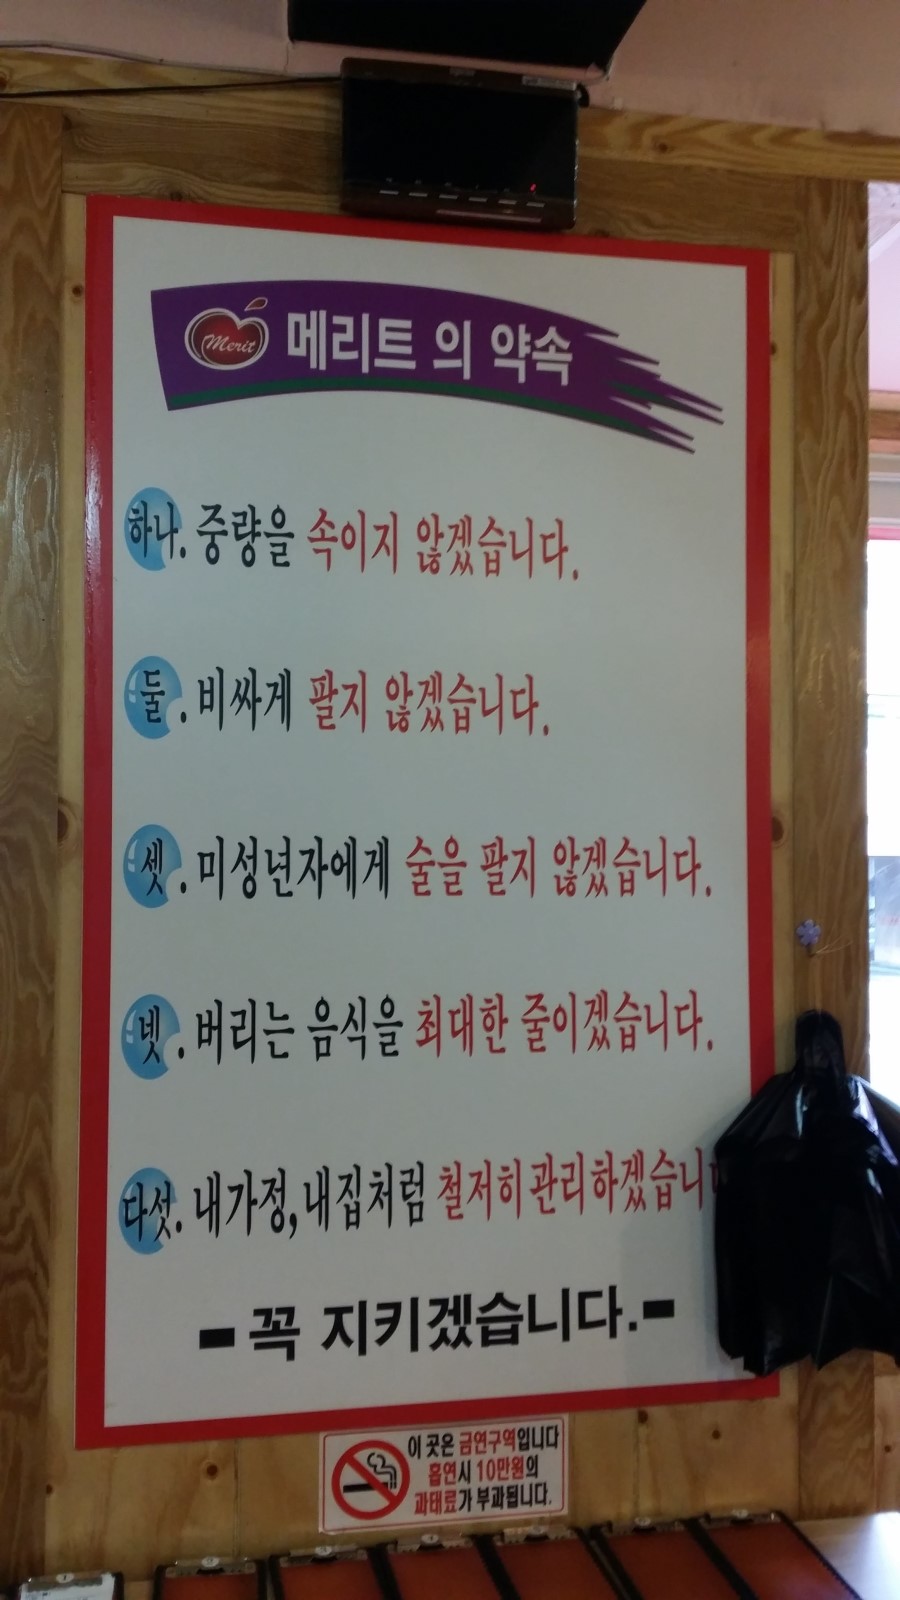 Merit 메리트 의 약속
하나. 중량을 속이지 않겠습니다.
둘. 비싸게 팔지 않겠습니다.
셋. 미성년자에게 술을 팔지 않겠습니다.
넷. 버리는 음식을 최대한 줄이겠습니다.
다섯. 내가정,내집처럼 철저히관리하겠습니
- 꼭 지키겠습니다. -
이 곳은 금연구역입니다
흡연시 10만원의
과태료가 부과됩니다.